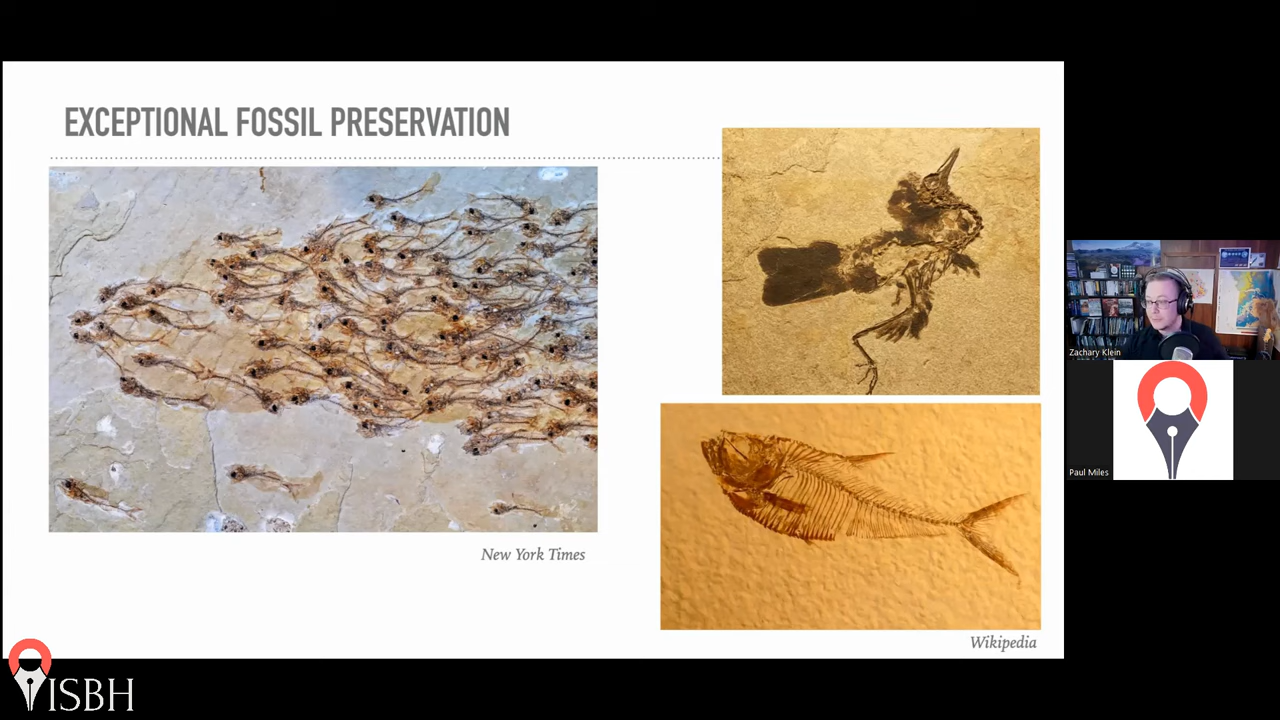 EXCEPTIONAL FOSSIL PRESERVATION
New York Times
Wikipedia
Zachary Klein
Paul Miles
ISBH